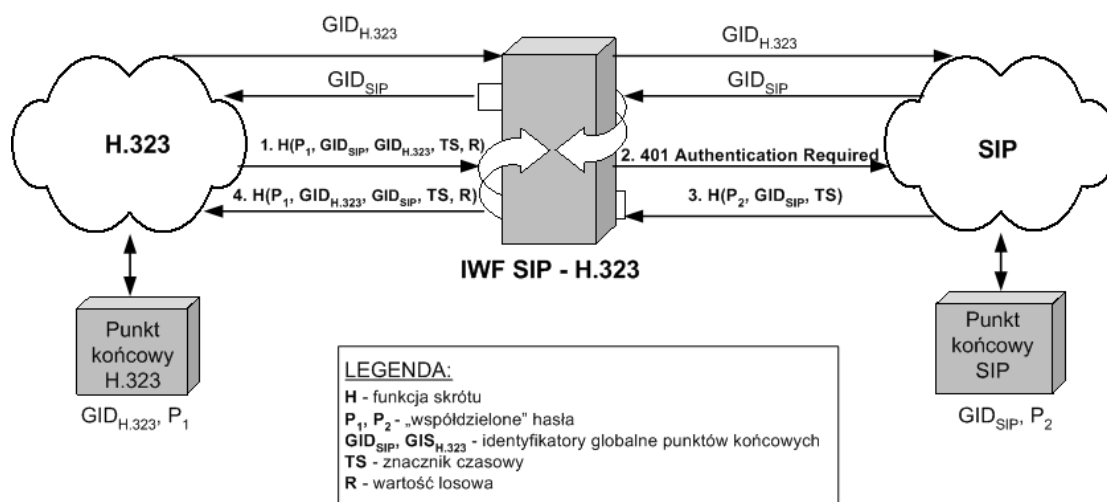 GID_H.323
GID_H.323
GID_SIP
GID_SIP
H.323
SIP
1. H(P_1, GID_SIP, GID_H.323, TS, R)
2. 401 Authentication Required
4. H(P_1, GID_H.323, GID_SIP, TS, R)
3. H(P_2, GID_SIP, TS)
IWF SIP - H.323
Punkt
końcowy
H.323
GID_H.323, P_1
Punkt
końcowy
SIP
GID_SIP, P_2
LEGENDA:
H - funkcja skrótu
P_1, P_2 - „współdzielone” hasła
GID_SIP, GIS_H.323 - identyfikatory globalne punktów końcowych
TS - znacznik czasowy
R - wartość losowa